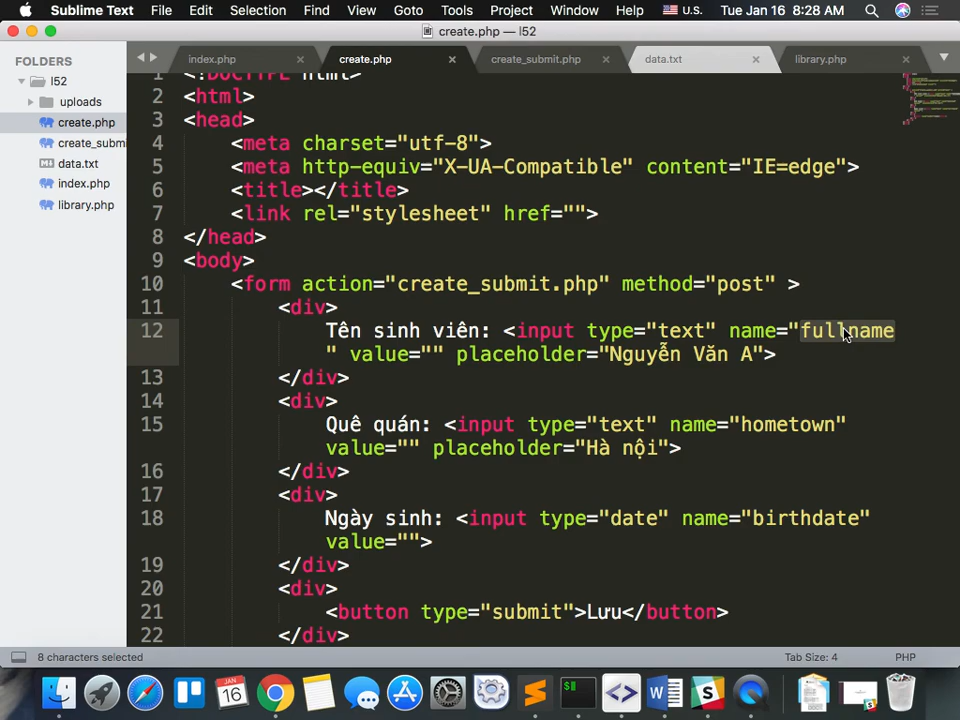 Sublime Text File Edit Selection Find View Goto Tools Project Window Help U.S. Tue Jan 16 8:28 AM
create.php — l52
FOLDERS
l52
uploads
create.php
create_submi
data.txt
index.php
library.php
index.php create.php create_submit.php data.txt library.php
1 <!DOCTYPE html>
2 <html>
3 <head>
4 <meta charset="utf-8">
5 <meta http-equiv="X-UA-Compatible" content="IE=edge">
6 <title></title>
7 <link rel="stylesheet" href="">
8 </head>
9 <body>
10 <form action="create_submit.php" method="post" >
11 <div>
12 Tên sinh viên: <input type="text" name="fullname
" value="" placeholder="Nguyễn Văn A">
13 </div>
14 <div>
15 Quê quán: <input type="text" name="hometown"
value="" placeholder="Hà nội">
16 </div>
17 <div>
18 Ngày sinh: <input type="date" name="birthdate"
value="">
19 </div>
20 <div>
21 <button type="submit">Lưu</button>
22 </div>
8 characters selected Tab Size: 4 PHP
JAN
16